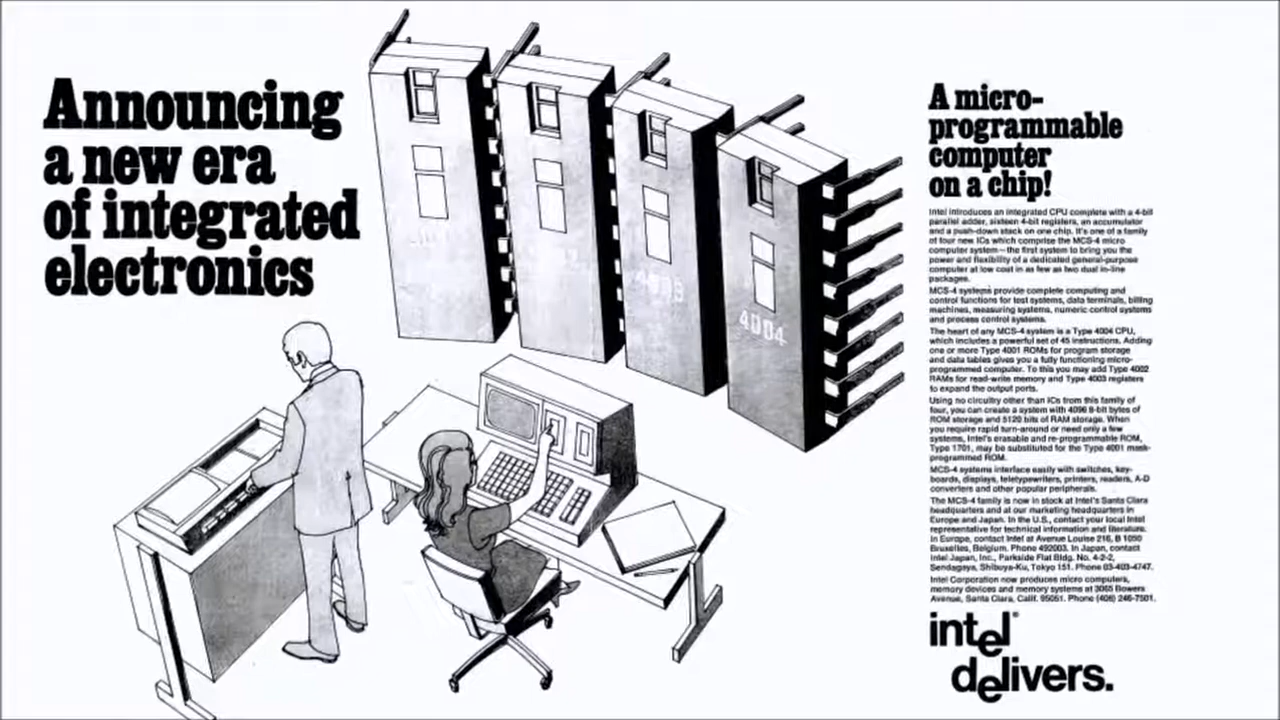 Announcing
a new era
of integrated
electronics
4004
A micro-
programmable
computer
on a chip!
Intel introduces an integrated CPU complete with a 4-bit
parallel adder, sixteen 4-bit registers, an accumulator
and a push-down stack on one chip. It's one of a family
of four new ICs which comprise the MCS-4 micro
computer system—the first system to bring you the
power and flexibility of a dedicated general-purpose
computer at low cost in as few as two dual in-line
packages.
MCS-4 systems provide complete computing and
control functions for test systems, data terminals, billing
machines, measuring systems, numeric control systems
and process control systems.
The heart of any MCS-4 system is a Type 4004 CPU,
which includes a powerful set of 45 instructions. Adding
one or more Type 4001 ROMs for program storage
and data tables gives you a fully functioning micro-
programmed computer. To this you may add Type 4002
RAMs for read-write memory and Type 4003 registers
to expand the output ports.
Using no circuitry other than ICs from this family of
four, you can create a system with 4096 8-bit bytes of
ROM storage and 5120 bits of RAM storage. When
you require rapid turn-around or need only a few
systems, Intel's erasable and re-programmable ROM,
Type 1701, may be substituted for the Type 4001 mask-
programmed ROM.
MCS-4 systems interface easily with switches, key-
boards, displays, teletypewriters, printers, readers, A-D
converters and other popular peripherals.
The MCS-4 family is now in stock at Intel's Santa Clara
headquarters and at our marketing headquarters in
Europe and Japan. In the U.S., contact your local Intel
representative for technical information and literature.
In Europe, contact Intel at Avenue Louise 216, B 1050
Bruxelles, Belgium. Phone 492003. In Japan, contact
Intel Japan, Inc., Parkside Flat Bldg. No. 4-2-2,
Sendagaya, Shibuya-Ku, Tokyo 151. Phone 03-403-4747.
Intel Corporation now produces micro computers,
memory devices and memory systems at 3065 Bowers
Avenue, Santa Clara, Calif. 95051. Phone (408) 246-7501.
intel®
delivers.